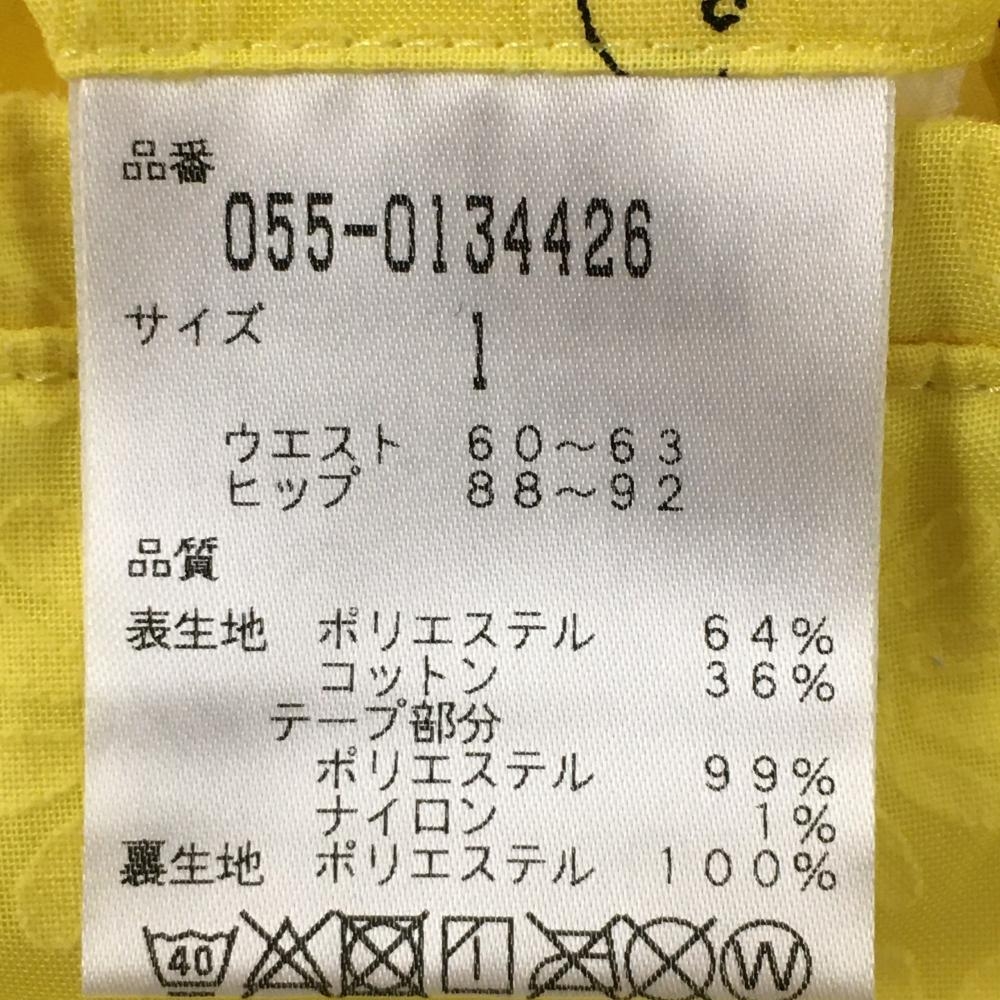 品番
055-0134426
サイズ 1
ウエスト 60〜63
ヒップ 88〜92
品質
表生地 ポリエステル 64%
コットン 36%
テープ部分
ポリエステル 99%
ナイロン 1%
裏生地 ポリエステル 100%
40 W